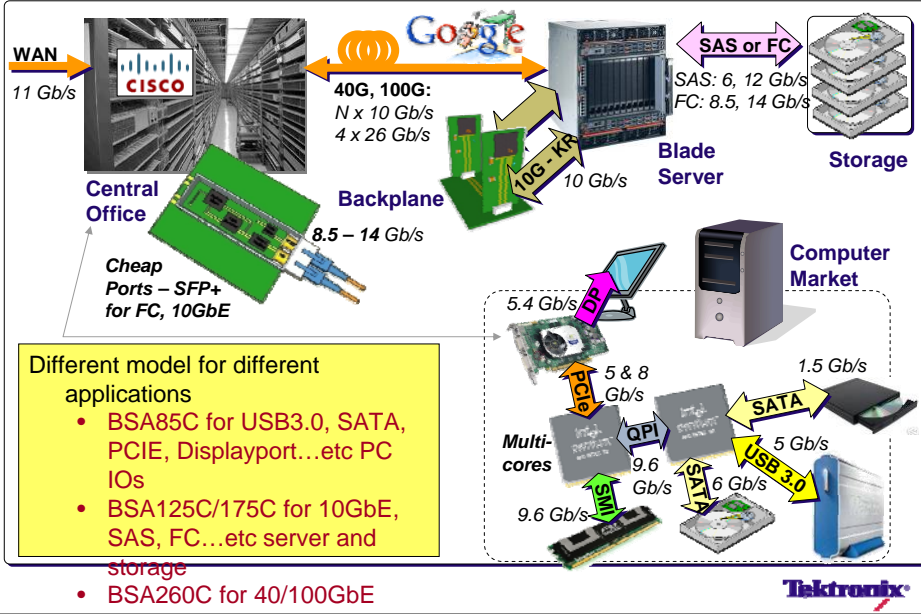 WAN
11 Gb/s
CISCO
Google
40G, 100G:
N x 10 Gb/s
4 x 26 Gb/s
SAS or FC
SAS: 6, 12 Gb/s
FC: 8.5, 14 Gb/s
Storage
Blade
Server
10G - KR
10 Gb/s
Backplane
Central
Office
8.5 – 14 Gb/s
Cheap
Ports – SFP+
for FC, 10GbE
Computer
Market
5.4 Gb/s
DP
PCIe
5 & 8
Gb/s
1.5 Gb/s
SATA
QPI
Multi-
cores
9.6
Gb/s
SATA
6 Gb/s
5 Gb/s
USB 3.0
SMI
9.6 Gb/s
intel
pentium
intel
pentium
Different model for different
applications
• BSA85C for USB3.0, SATA,
PCIE, Displayport…etc PC
IOs
• BSA125C/175C for 10GbE,
SAS, FC…etc server and
storage
• BSA260C for 40/100GbE
Tektronix